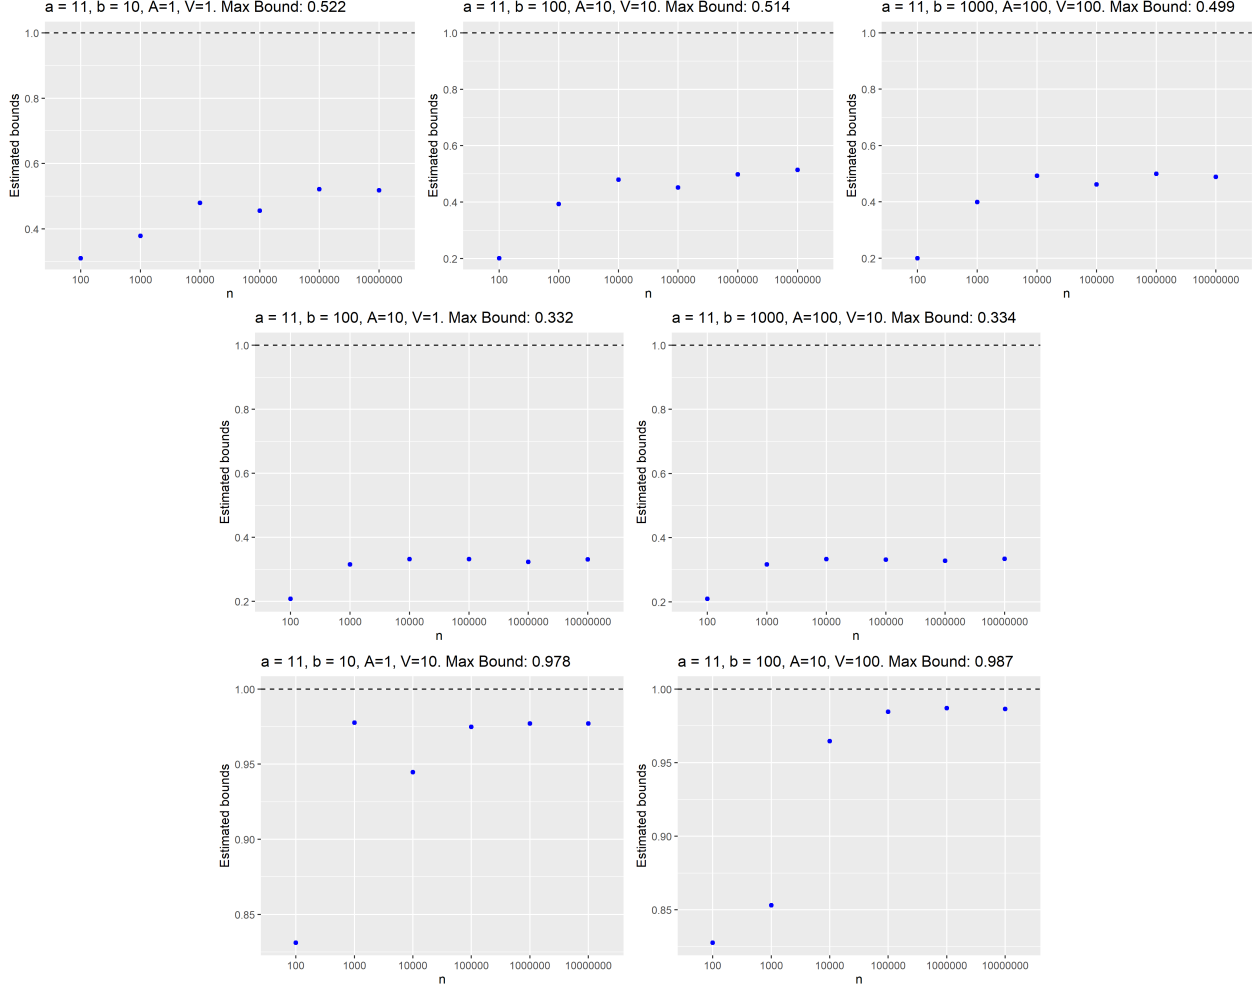 a = 11, b = 10, A=1, V=1. Max Bound: 0.522
Estimated bounds
1.0
0.8
0.6
0.4
100 1000 10000 100000 1000000 10000000
n
a = 11, b = 100, A=10, V=10. Max Bound: 0.514
Estimated bounds
1.0
0.8
0.6
0.4
0.2
100 1000 10000 100000 1000000 10000000
n
a = 11, b = 1000, A=100, V=100. Max Bound: 0.499
Estimated bounds
1.0
0.8
0.6
0.4
0.2
100 1000 10000 100000 1000000 10000000
n
a = 11, b = 100, A=10, V=1. Max Bound: 0.332
Estimated bounds
1.0
0.8
0.6
0.4
0.2
100 1000 10000 100000 1000000 10000000
n
a = 11, b = 1000, A=100, V=10. Max Bound: 0.334
Estimated bounds
1.0
0.8
0.6
0.4
0.2
100 1000 10000 100000 1000000 10000000
n
a = 11, b = 10, A=1, V=10. Max Bound: 0.978
Estimated bounds
1.00
0.95
0.90
0.85
100 1000 10000 100000 1000000 10000000
n
a = 11, b = 100, A=10, V=100. Max Bound: 0.987
Estimated bounds
1.00
0.95
0.90
0.85
100 1000 10000 100000 1000000 10000000
n